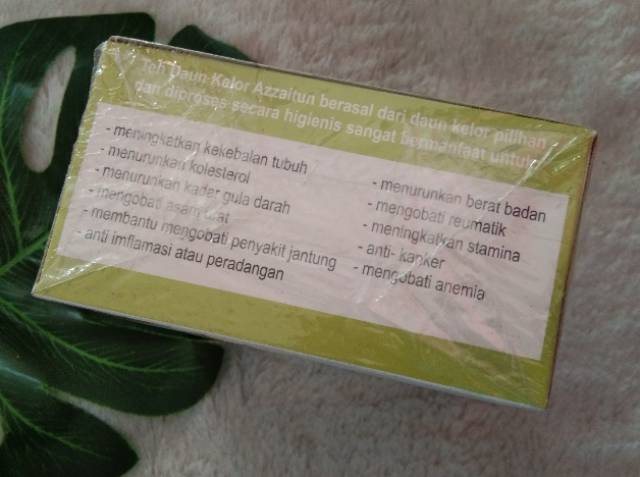 Teh Daun Kelor Azzaitun berasal dari daun kelor pilihan
dan diproses secara higienis sangat bermanfaat untuk
- meningkatkan kekebalan tubuh
- menurunkan kolesterol
- menurunkan kadar gula darah
- mengobati asam urat
- membantu mengobati penyakit jantung
- anti imflamasi atau peradangan
- menurunkan berat badan
- mengobati reumatik
- meningkatkan stamina
- anti- kanker
- mengobati anemia